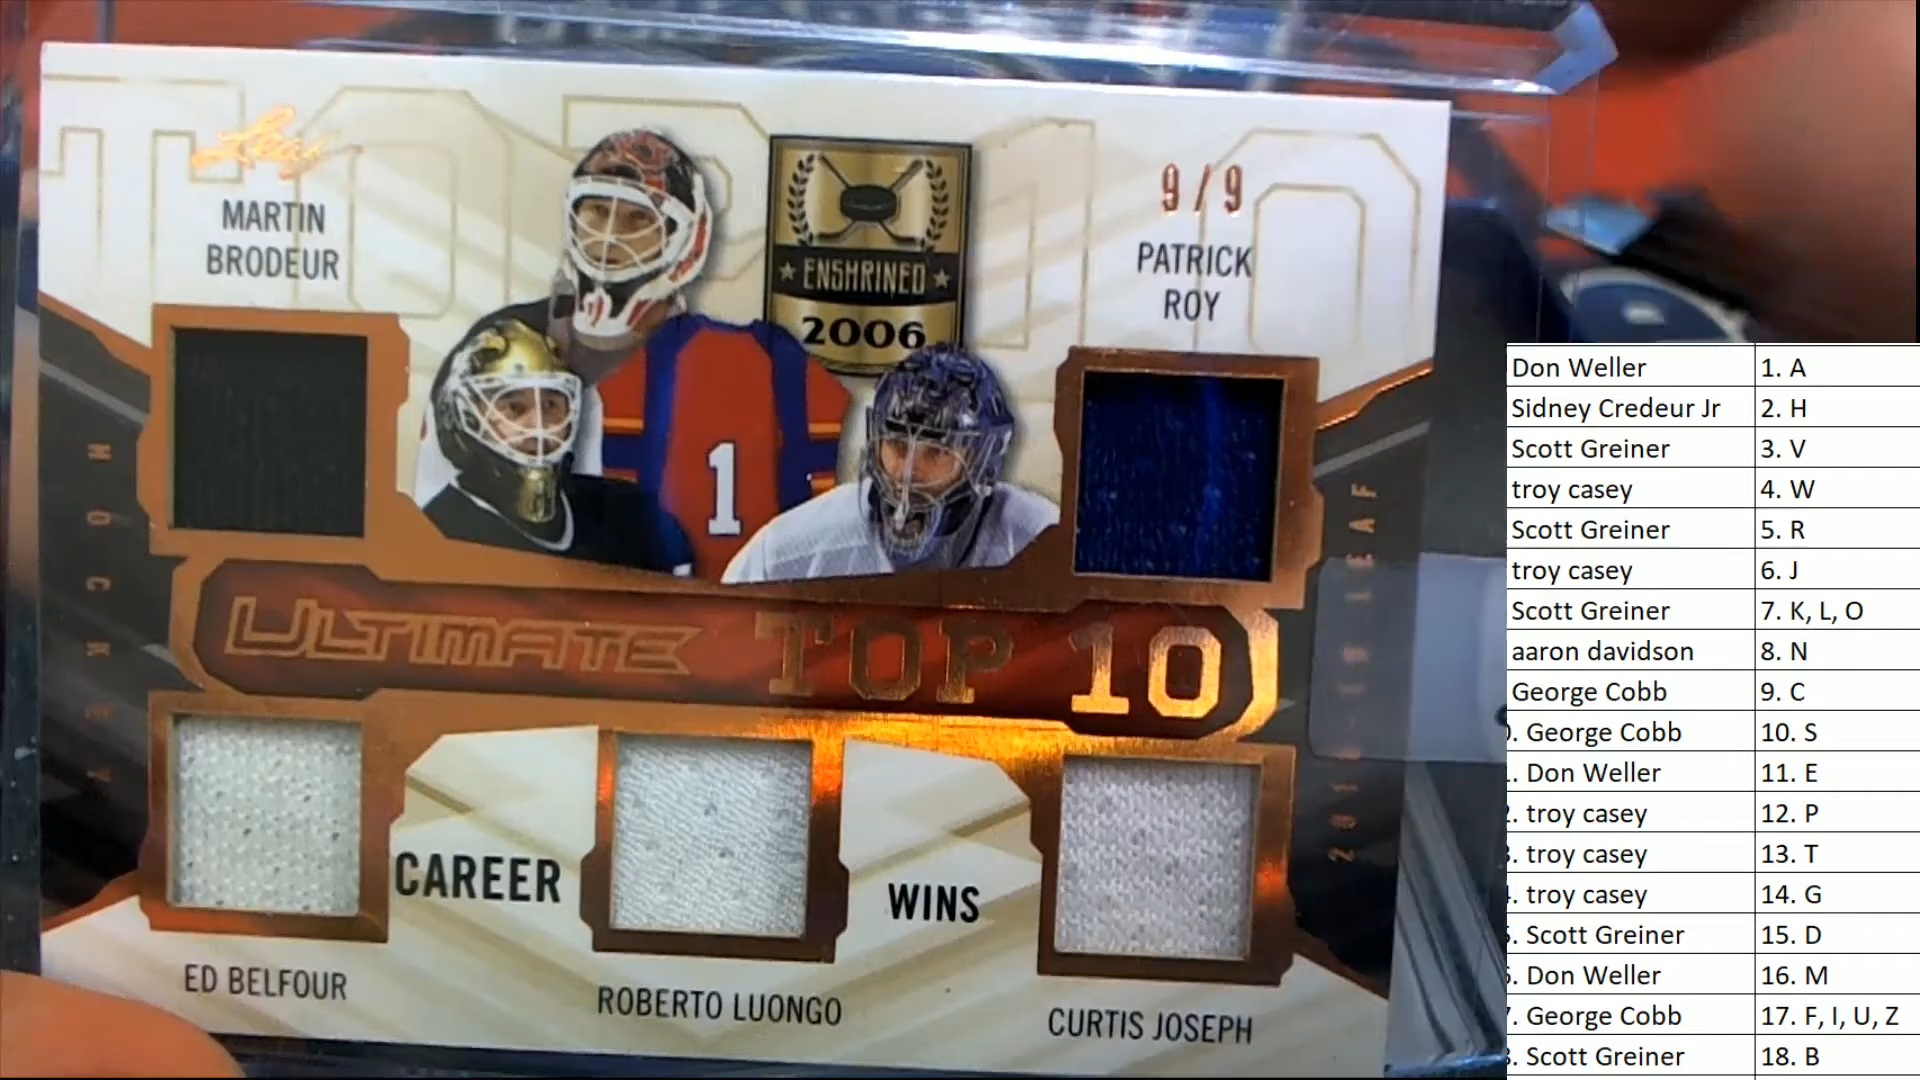 Leaf
MARTIN
BRODEUR
ENSHRINED
2006
9/9
PATRICK
ROY
1
HOCKEY
ULTIMATE TOP 10
CAREER
WINS
ED BELFOUR
ROBERTO LUONGO
CURTIS JOSEPH
Don Weller 1. A
Sidney Credeur Jr 2. H
Scott Greiner 3. V
troy casey 4. W
Scott Greiner 5. R
troy casey 6. J
Scott Greiner 7. K, L, O
aaron davidson 8. N
George Cobb 9. C
. George Cobb 10. S
. Don Weller 11. E
. troy casey 12. P
. troy casey 13. T
. troy casey 14. G
. Scott Greiner 15. D
. Don Weller 16. M
. George Cobb 17. F, I, U, Z
. Scott Greiner 18. B